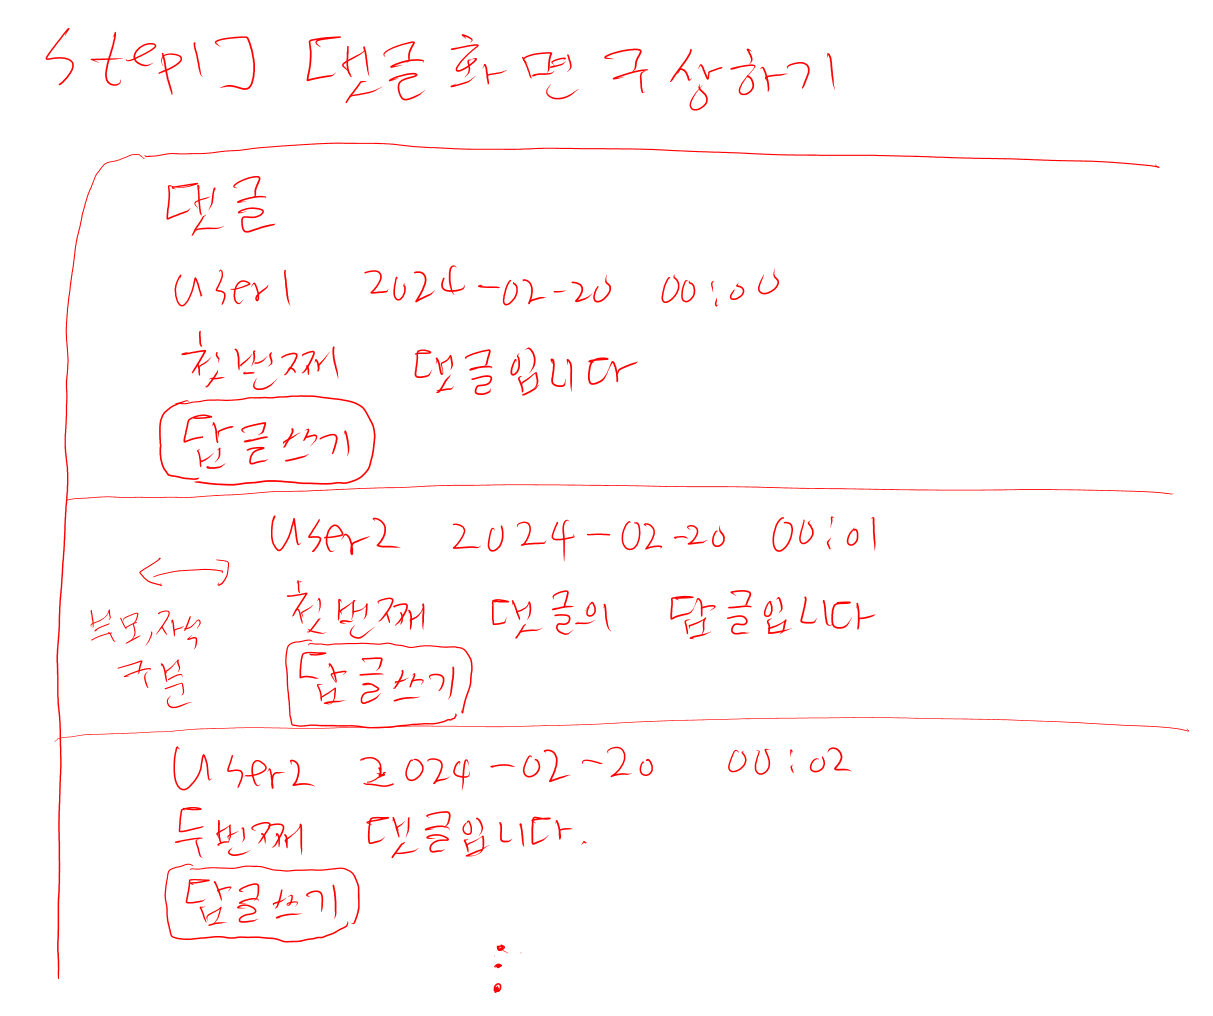 step1] 댓글 화면 구상하기
댓글
User1 2024-02-20 00:00
첫번째 댓글입니다
답글쓰기
User2 2024-02-20 00:01
첫번째 댓글의 답글입니다
부모,자식
구분
답글쓰기
User2 2024-02-20 00:02
두번째 댓글입니다.
답글쓰기